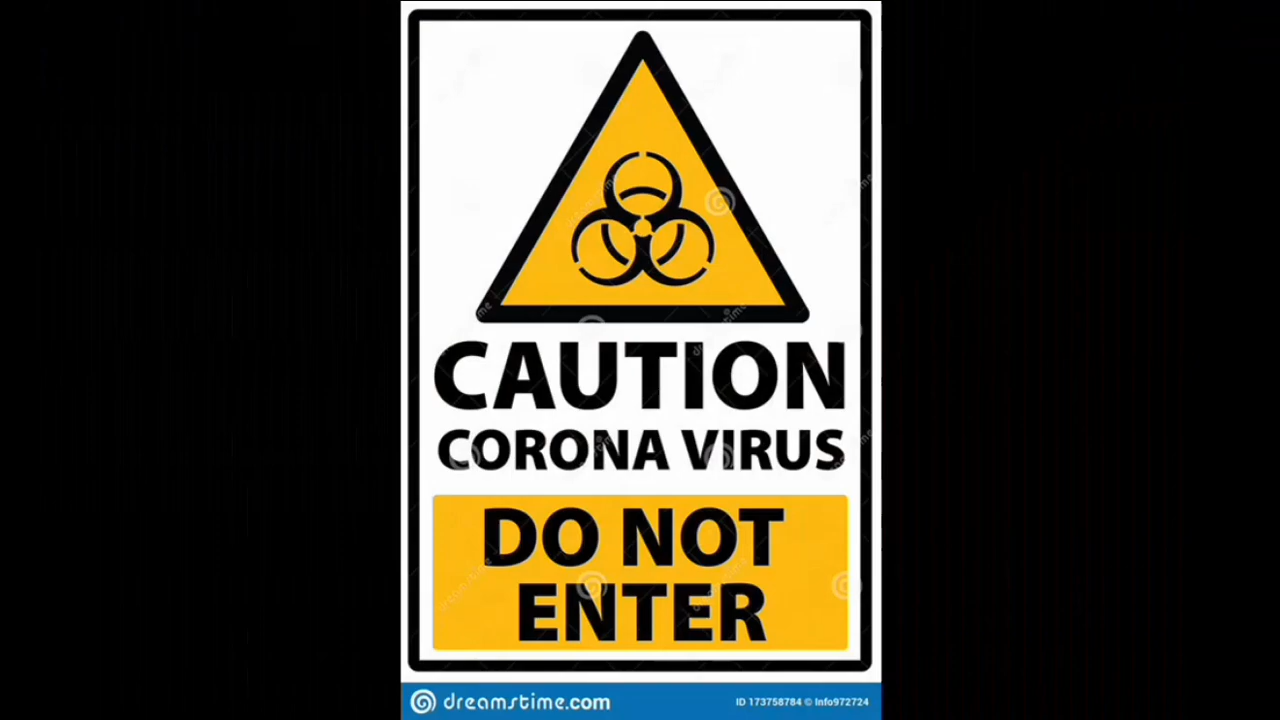 CAUTION
CORONA VIRUS
DO NOT
ENTER
dreamstime.com
ID 173758784 © Info972724